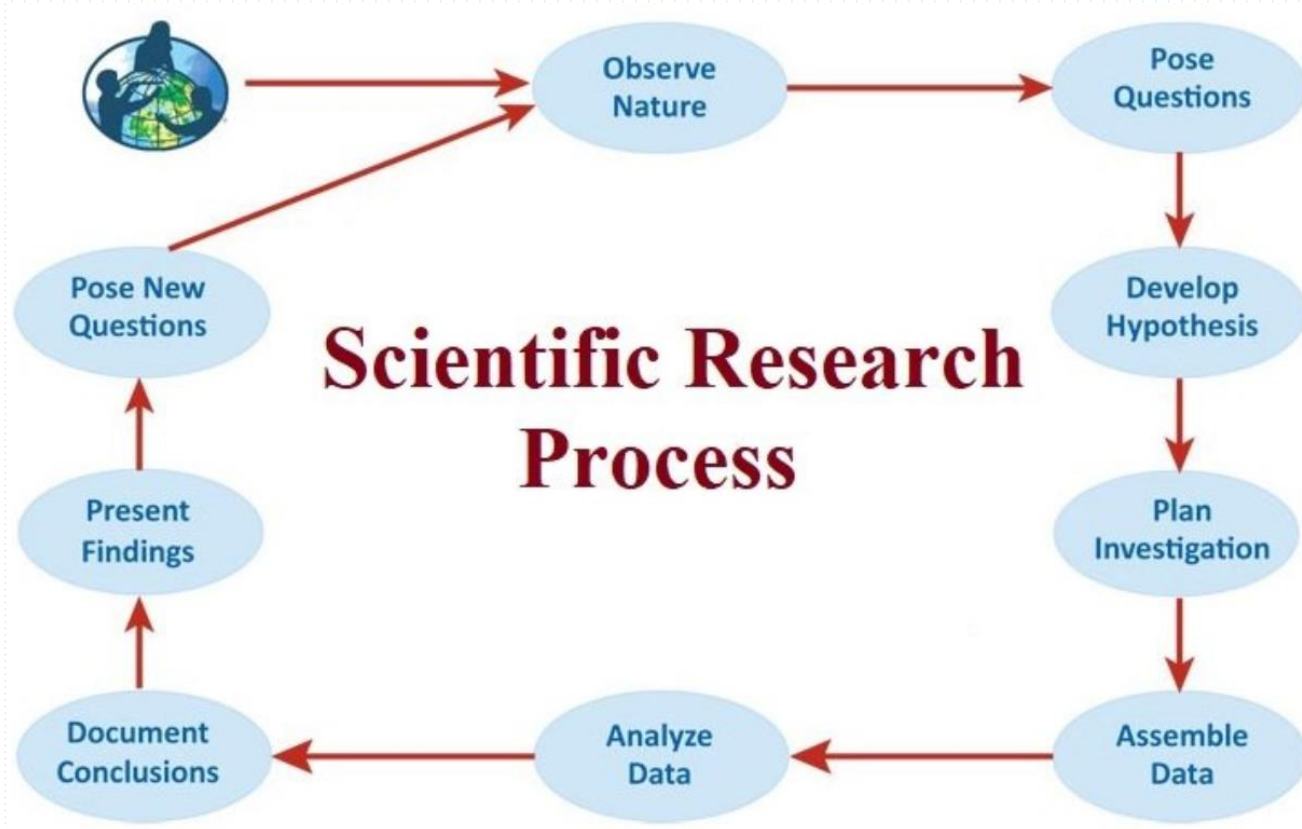 Observe
Nature
Pose
Questions
Develop
Hypothesis
Plan
Investigation
Assemble
Data
Analyze
Data
Document
Conclusions
Present
Findings
Pose New
Questions
Scientific Research
Process